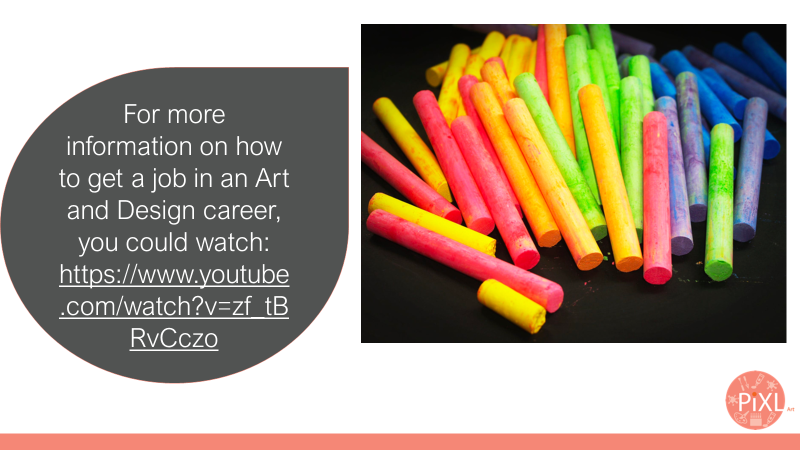 For more
information on how
to get a job in an Art
and Design career,
you could watch:
https://www.youtube
.com/watch?v=zf_tB
RvCczo
PiXL
Art